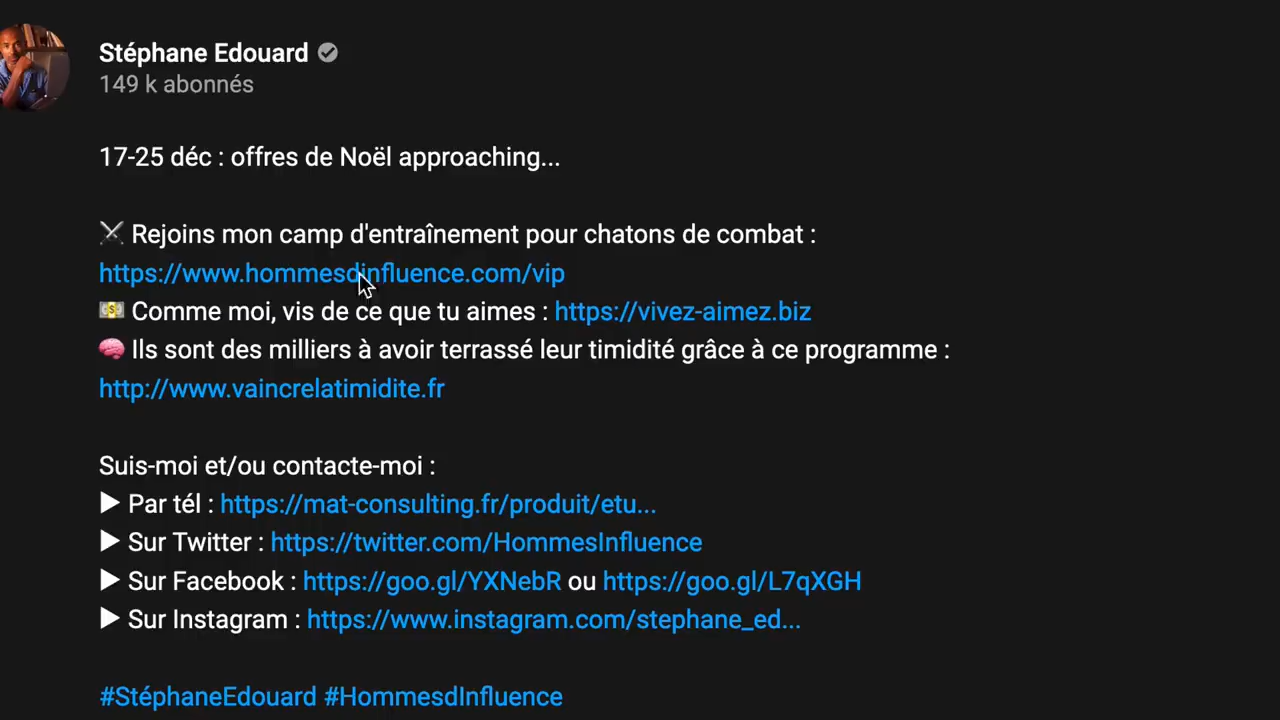 Stéphane Edouard
149 k abonnés
17-25 déc : offres de Noël approaching...
⚔ Rejoins mon camp d'entraînement pour chatons de combat :
https://www.hommesdinfluence.com/vip
💵 Comme moi, vis de ce que tu aimes : https://vivez-aimez.biz
🧠 Ils sont des milliers à avoir terrassé leur timidité grâce à ce programme :
http://www.vaincrelatimidite.fr
Suis-moi et/ou contacte-moi :
► Par tél : https://mat-consulting.fr/produit/etu...
► Sur Twitter : https://twitter.com/HommesInfluence
► Sur Facebook : https://goo.gl/YXNebR ou https://goo.gl/L7qXGH
► Sur Instagram : https://www.instagram.com/stephane_ed...
#StéphaneEdouard #HommesdInfluence